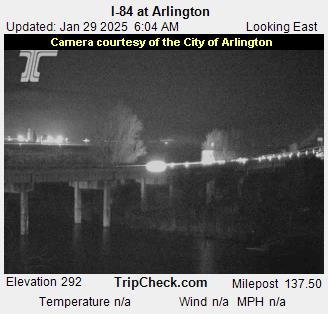 I-84 at Arlington
Updated: Jan 29 2025 6:04 AM Looking East
Camera courtesy of the City of Arlington
Elevation 292 TripCheck.com Milepost 137.50
Temperature n/a Wind n/a MPH n/a